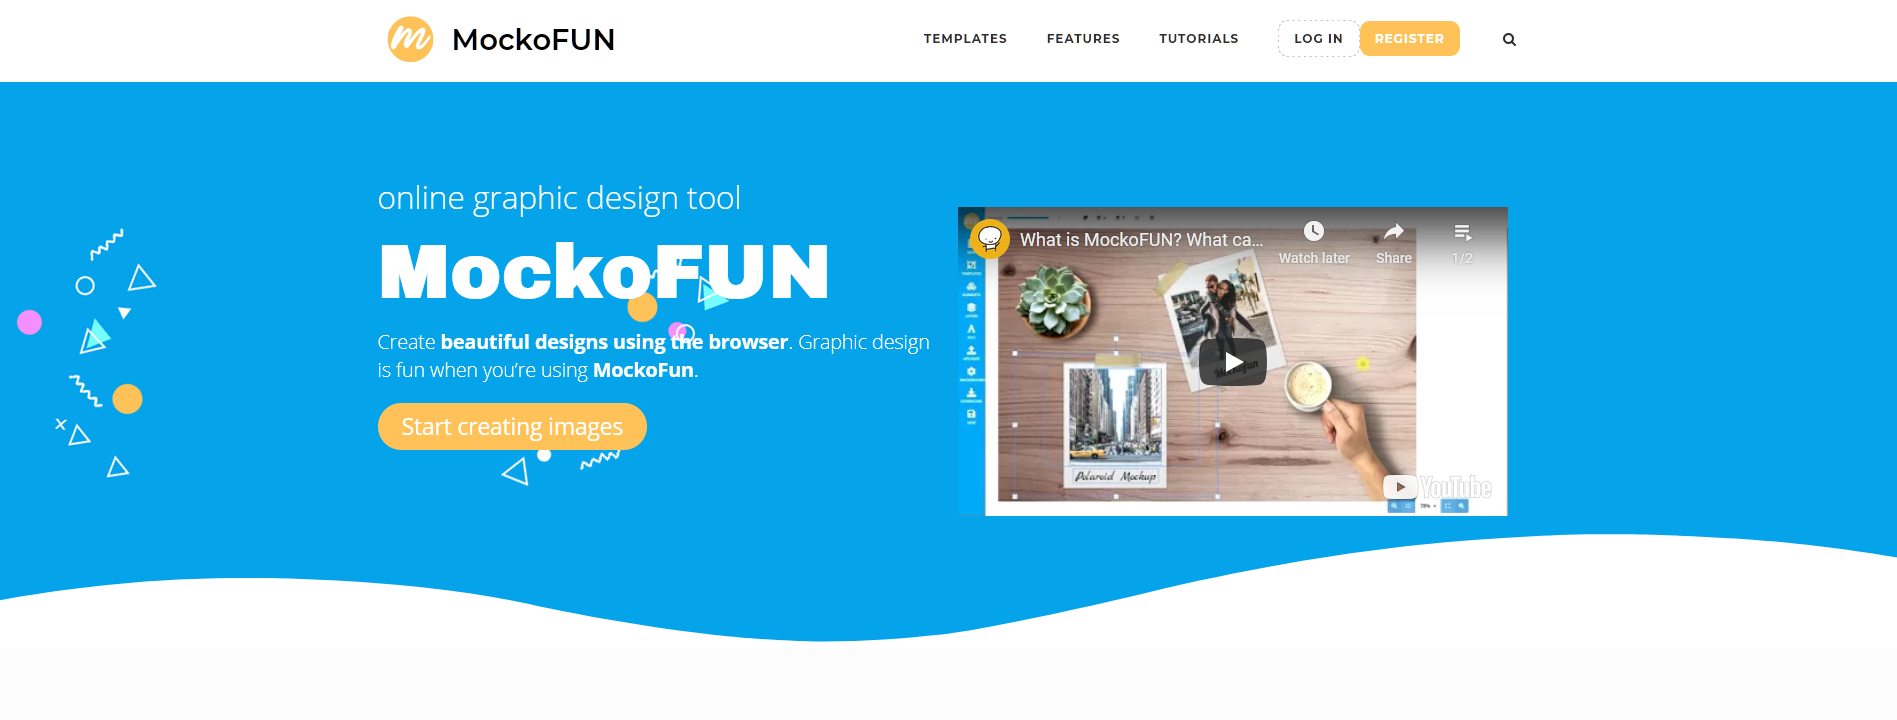 m MockoFUN
TEMPLATES FEATURES TUTORIALS LOG IN REGISTER
online graphic design tool
MockoFUN
Create beautiful designs using the browser. Graphic design
is fun when you're using MockoFun.
Start creating images
What is MockoFUN? What ca...
Watch later Share 1/2
Mockofun
Polaroid Mockup
YouTube
78%